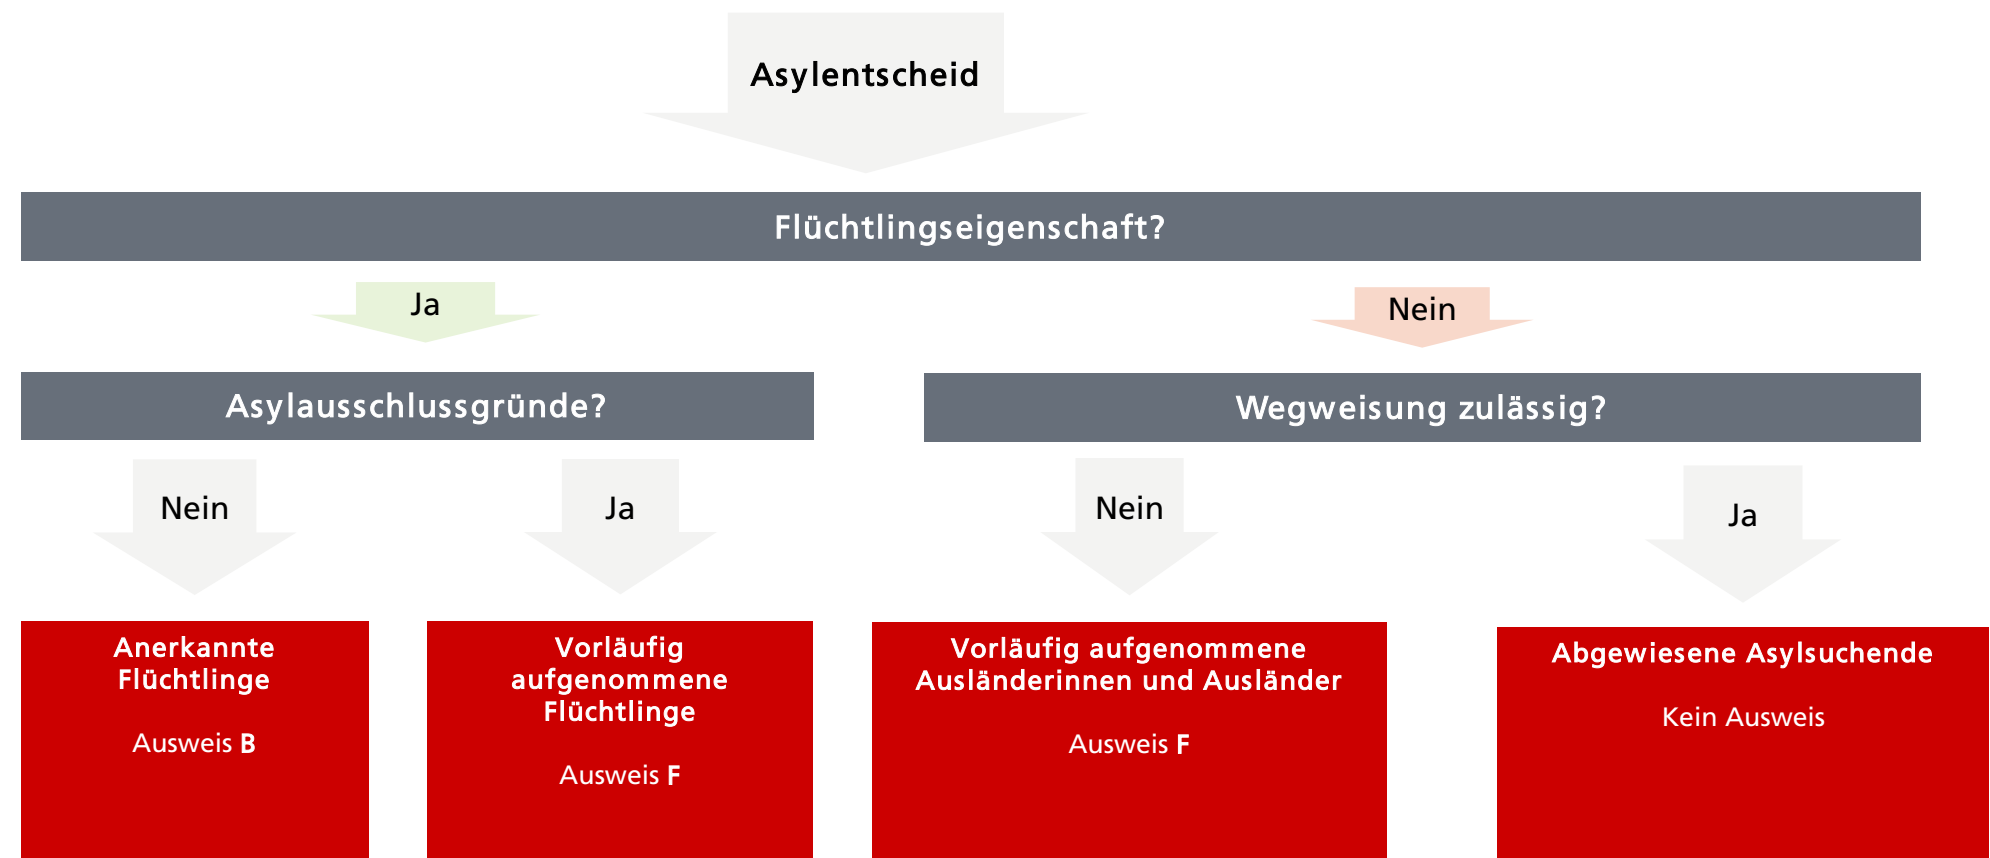 Asylentscheid
Flüchtlingseigenschaft?
Ja
Nein
Asylausschlussgründe?
Wegweisung zulässig?
Nein
Ja
Nein
Ja
Anerkannte
Flüchtlinge
Ausweis B
Vorläufig
aufgenommene
Flüchtlinge
Ausweis F
Vorläufig aufgenommene
Ausländerinnen und Ausländer
Ausweis F
Abgewiesene Asylsuchende
Kein Ausweis